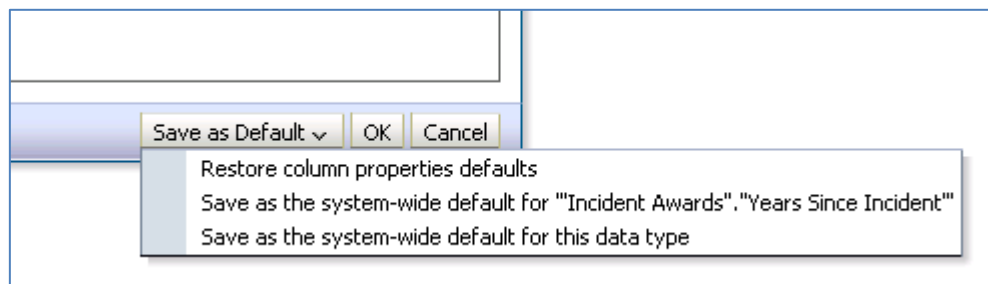 Save as Default OK Cancel
Restore column properties defaults
Save as the system-wide default for '"Incident Awards"."Years Since Incident"'
Save as the system-wide default for this data type